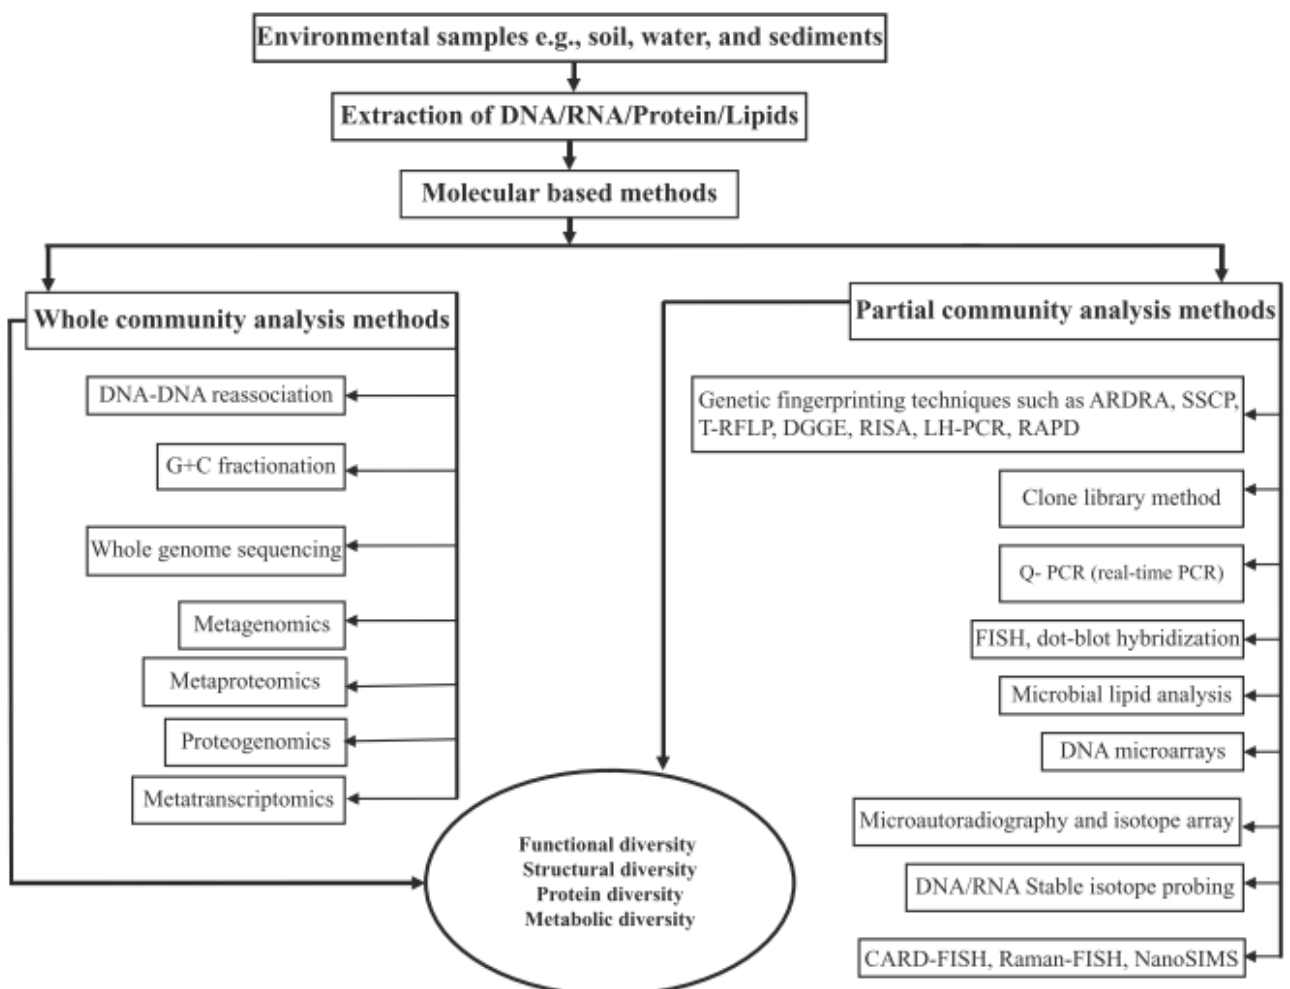 Environmental samples e.g., soil, water, and sediments
Extraction of DNA/RNA/Protein/Lipids
Molecular based methods
Whole community analysis methods
DNA-DNA reassociation
G+C fractionation
Whole genome sequencing
Metagenomics
Metaproteomics
Proteogenomics
Metatranscriptomics
Partial community analysis methods
Genetic fingerprinting techniques such as ARDRA, SSCP,
T-RFLP, DGGE, RISA, LH-PCR, RAPD
Clone library method
Q- PCR (real-time PCR)
FISH, dot-blot hybridization
Microbial lipid analysis
DNA microarrays
Microautoradiography and isotope array
DNA/RNA Stable isotope probing
CARD-FISH, Raman-FISH, NanoSIMS
Functional diversity
Structural diversity
Protein diversity
Metabolic diversity